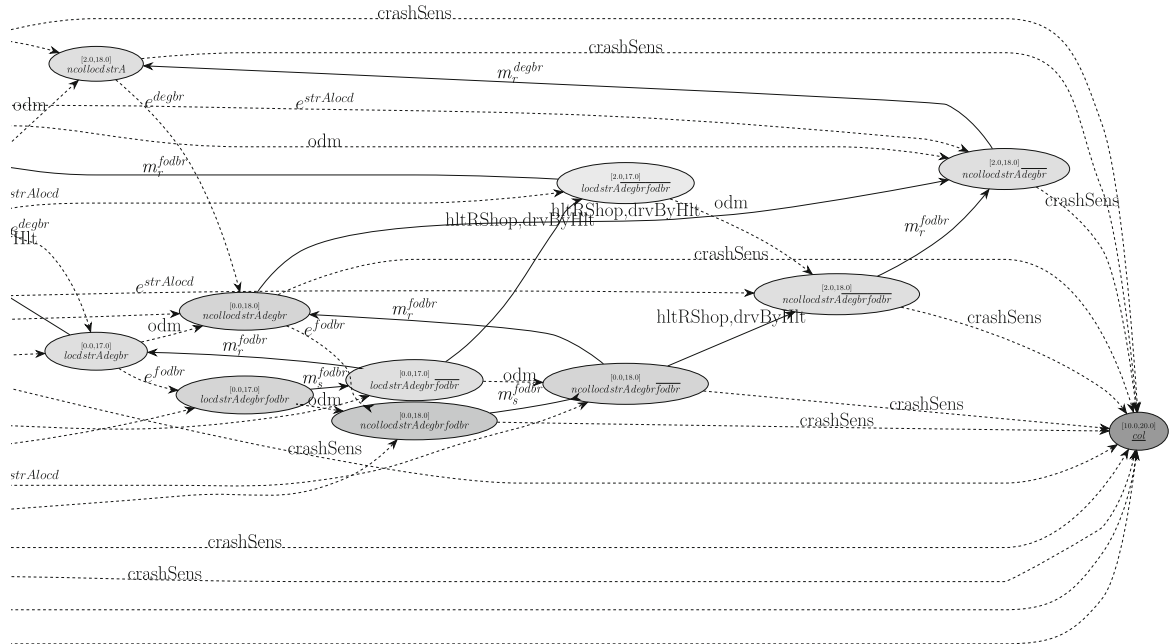 crashSens
crashSens
[2.0,18.0]
ncollocdstrA
m_r^degbr
odm
e^degbr
e^strAlocd
odm
m_r^fodbr
[2.0,17.0]
locdstrAdegbrfodbr
[2.0,18.0]
ncollocdstrAdegbr
strAlocd
crashSens
hltRShop,drvByHlt
odm
hltRShop,drvByHlt
e^degbr
Hlt
m_r^fodbr
crashSens
e^strAlocd
[2.0,18.0]
ncollocdstrAdegbrfodbr
[0.0,18.0]
ncollocdstrAdegbr
m_r^fodbr
hltRShop,drvByHlt
crashSens
odm
e^fodbr
[0.0,17.0]
locdstrAdegbr
m_r^fodbr
e^fodbr
m_s^fodbr
[0.0,17.0]
locdstrAdegbrfodbr
odm
[0.0,18.0]
ncollocdstrAdegbrfodbr
[0.0,17.0]
locdstrAdegbrfodbr
odm
m_s^fodbr
crashSens
[0.0,18.0]
ncollocdstrAdegbrfodbr
crashSens
[10.0,20.0]
col
crashSens
strAlocd
crashSens
crashSens